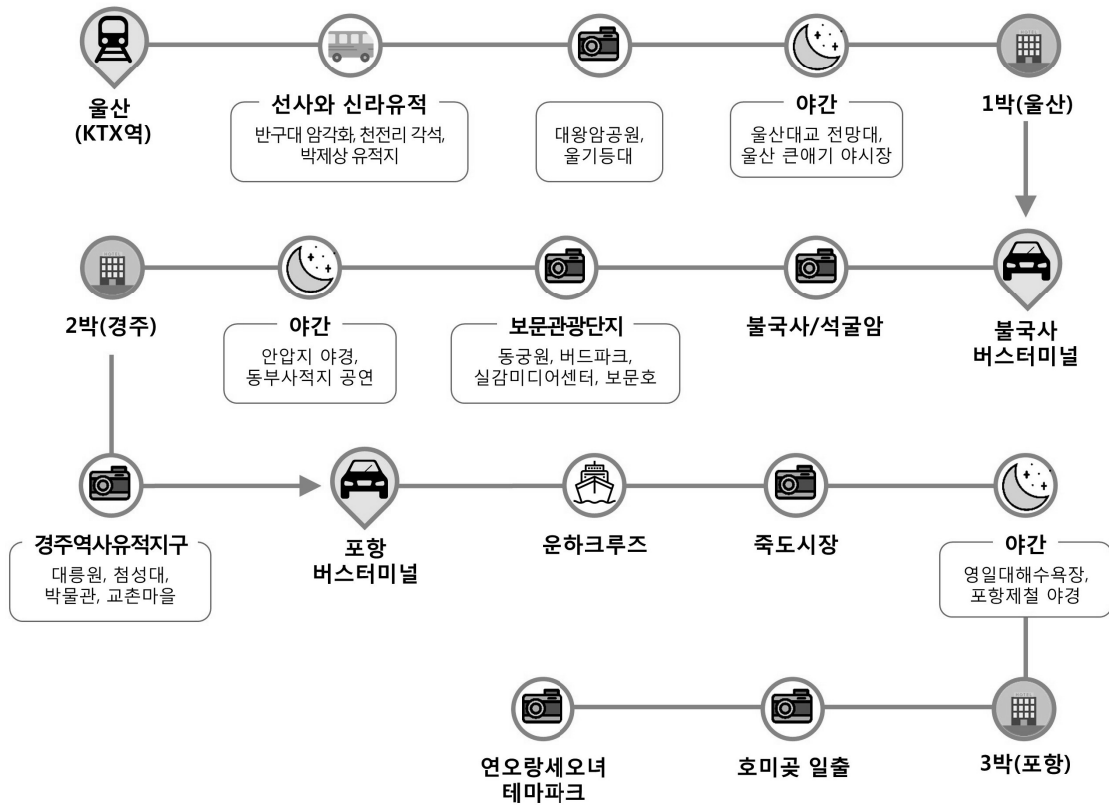 울산
(KTX역)
선사와 신라유적
반구대 암각화, 천전리 각석,
박제상 유적지
대왕암공원,
울기등대
야간
울산대교 전망대,
울산 큰애기 야시장
1박(울산)
2박(경주)
야간
안압지 야경,
동부사적지 공연
보문관광단지
동궁원, 버드파크,
실감미디어센터, 보문호
불국사/석굴암
불국사
버스터미널
경주역사유적지구
대릉원, 첨성대,
박물관, 교촌마을
포항
버스터미널
운하크루즈
죽도시장
야간
영일대해수욕장,
포항제철 야경
연오랑세오녀
테마파크
호미곶 일출
3박(포항)